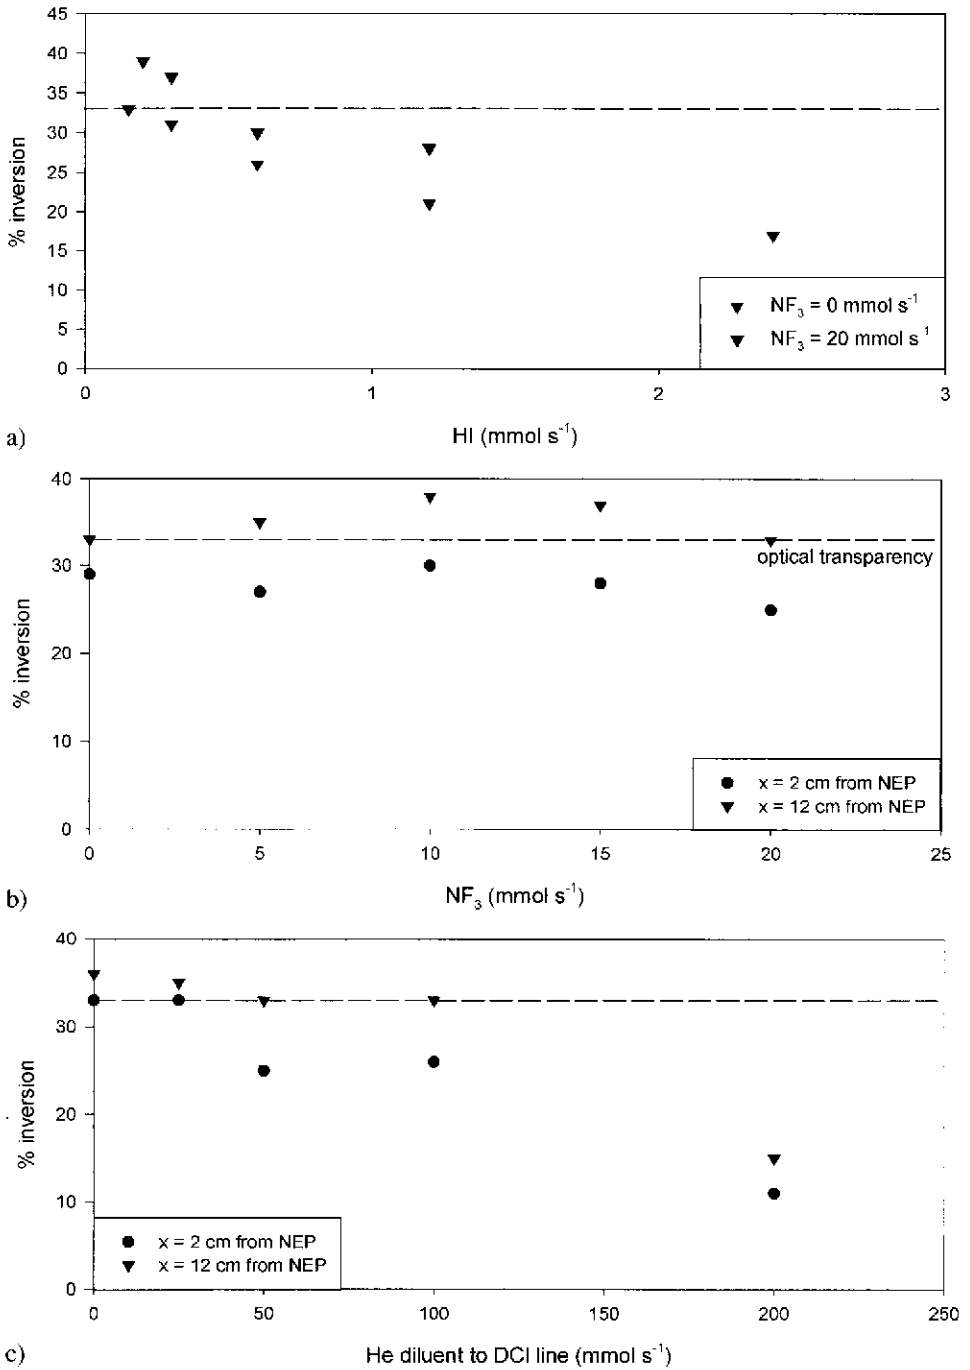 45
40
35
30
25
20
15
10
5
0
% inversion
NF3 = 0 mmol s-1
NF3 = 20 mmol s-1
0 1 2 3
HI (mmol s-1)
a)
40
30
20
10
0
% inversion
optical transparency
x = 2 cm from NEP
x = 12 cm from NEP
0 5 10 15 20 25
NF3 (mmol s-1)
b)
40
30
20
10
0
% inversion
x = 2 cm from NEP
x = 12 cm from NEP
0 50 100 150 200 250
He diluent to DCl line (mmol s-1)
c)